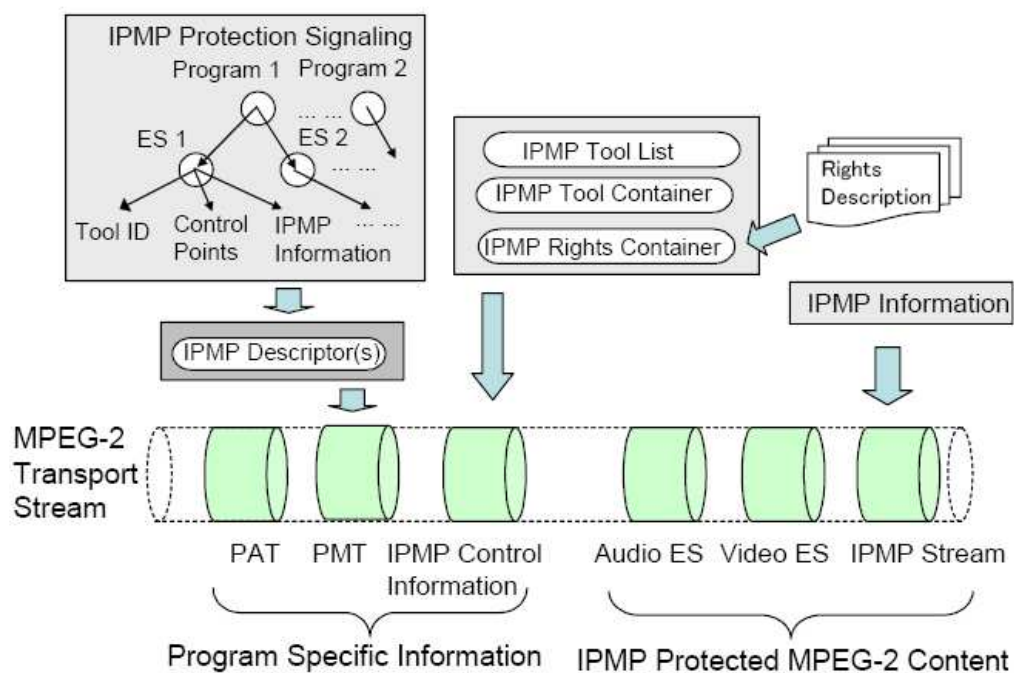 IPMP Protection Signaling
Program 1
Program 2
... ...
ES 1
ES 2
... ...
Tool ID
Control
Points
IPMP
Information
... ...
IPMP Descriptor(s)
IPMP Tool List
IPMP Tool Container
IPMP Rights Container
Rights
Description
IPMP Information
MPEG-2
Transport
Stream
PAT
PMT
IPMP Control
Information
Audio ES
Video ES
IPMP Stream
Program Specific Information
IPMP Protected MPEG-2 Content